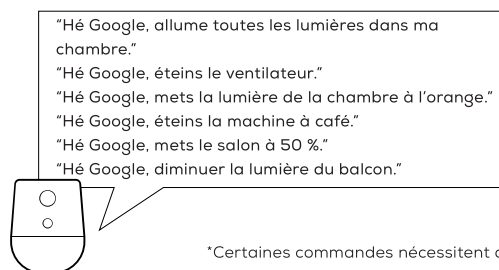 “Hé Google, allume toutes les lumières dans ma
chambre.”
“Hé Google, éteins le ventilateur.”
“Hé Google, mets la lumière de la chambre à l’orange.”
“Hé Google, éteins la machine à café.”
“Hé Google, mets le salon à 50 %.”
“Hé Google, diminuer la lumière du balcon.”
*Certaines commandes nécessitent